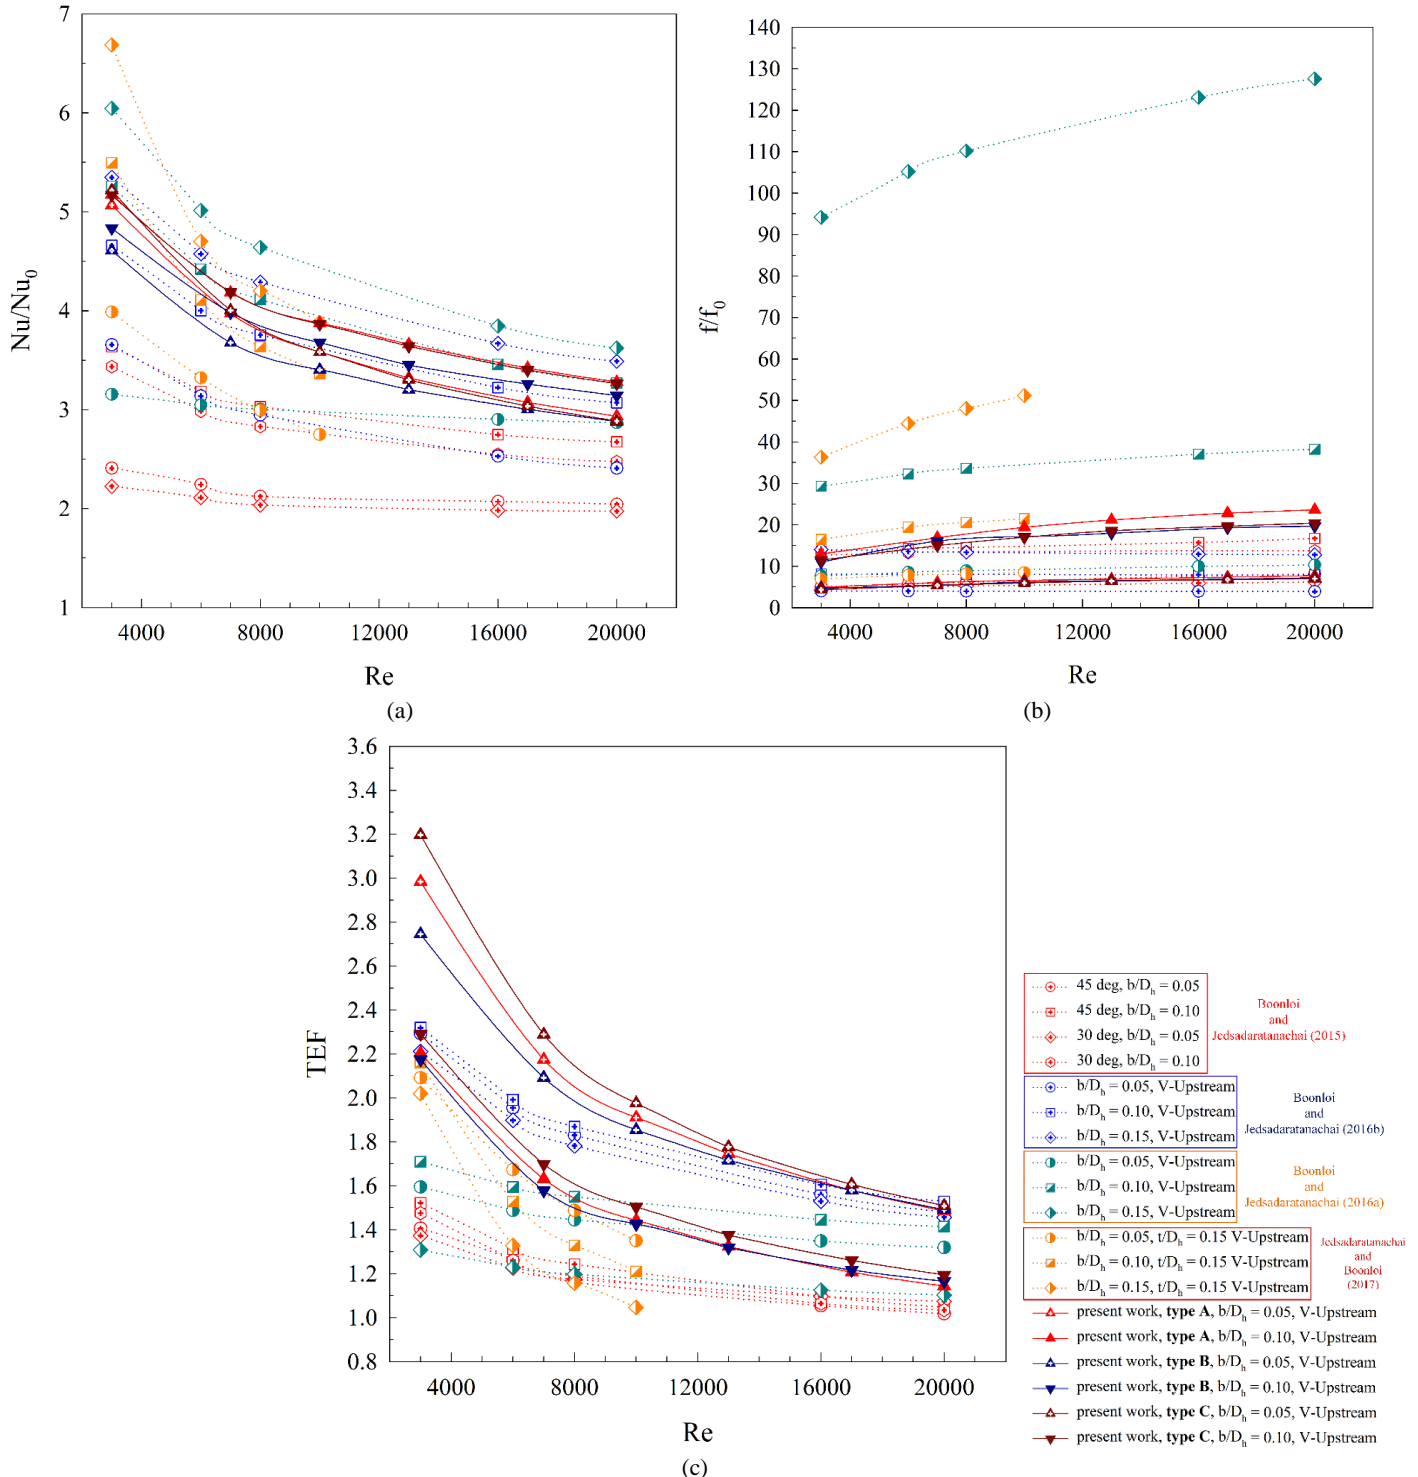 7
6
5
4
3
2
1
Nu/Nu0
4000 8000 12000 16000 20000
Re
(a)
140
130
120
110
100
90
80
70
60
50
40
30
20
10
0
f/f0
4000 8000 12000 16000 20000
Re
(b)
3.6
3.4
3.2
3.0
2.8
2.6
2.4
2.2
2.0
1.8
1.6
1.4
1.2
1.0
0.8
TEF
4000 8000 12000 16000 20000
Re
(c)
45 deg, b/Dh = 0.05
45 deg, b/Dh = 0.10
30 deg, b/Dh = 0.05
30 deg, b/Dh = 0.10
Boonloi
and
Jedsadaratanachai (2015)
b/Dh = 0.05, V-Upstream
b/Dh = 0.10, V-Upstream
b/Dh = 0.15, V-Upstream
Boonloi
and
Jedsadaratanachai (2016b)
b/Dh = 0.05, V-Upstream
b/Dh = 0.10, V-Upstream
b/Dh = 0.15, V-Upstream
Boonloi
and
Jedsadaratanachai (2016a)
b/Dh = 0.05, t/Dh = 0.15 V-Upstream
b/Dh = 0.10, t/Dh = 0.15 V-Upstream
b/Dh = 0.15, t/Dh = 0.15 V-Upstream
Jedsadaratanachai
and
Boonloi
(2017)
present work, type A, b/Dh = 0.05, V-Upstream
present work, type A, b/Dh = 0.10, V-Upstream
present work, type B, b/Dh = 0.05, V-Upstream
present work, type B, b/Dh = 0.10, V-Upstream
present work, type C, b/Dh = 0.05, V-Upstream
present work, type C, b/Dh = 0.10, V-Upstream